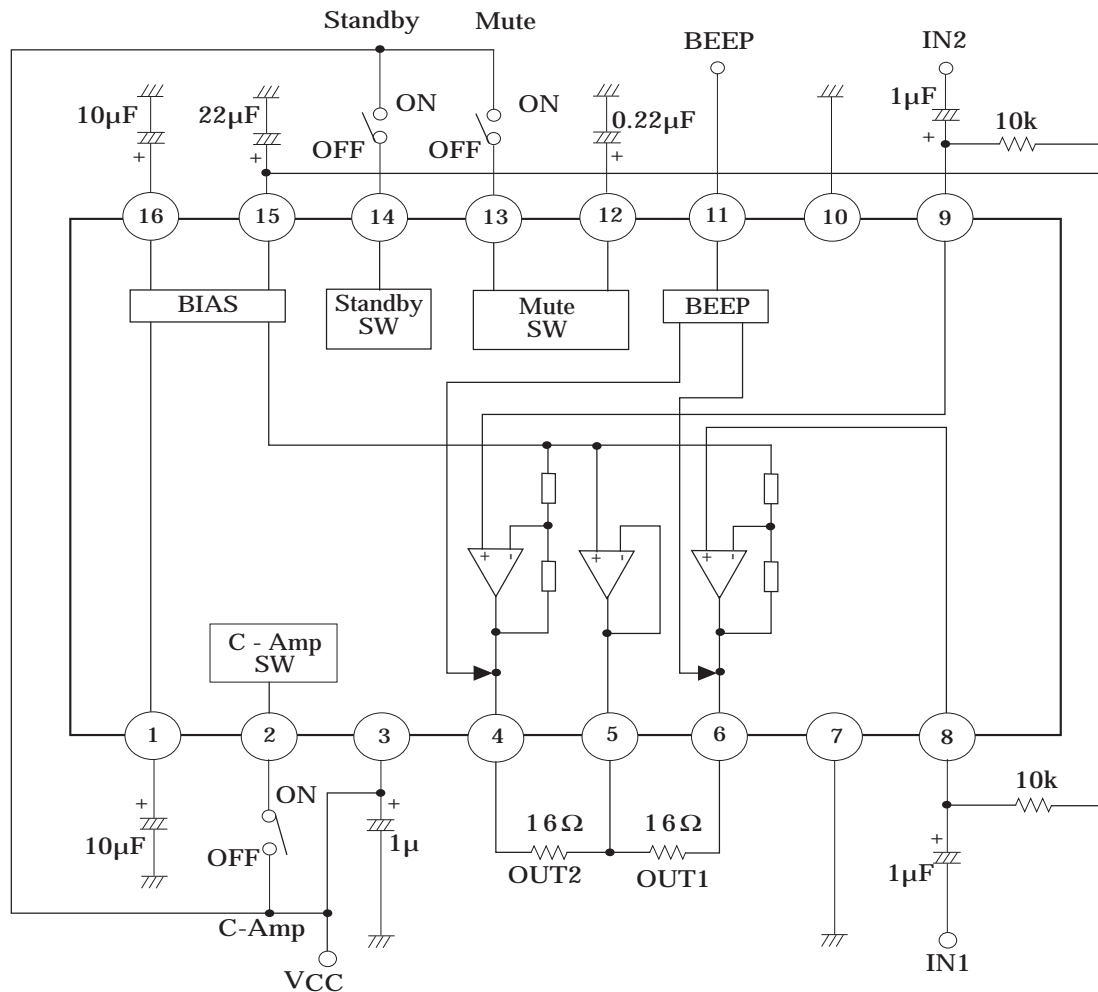 Standby Mute
BEEP IN2
10µF 22µF ON ON 0.22µF 1µF 10k
OFF OFF
+ + + +
16 15 14 13 12 11 10 9
BIAS Standby SW Mute SW BEEP
+ - + - + -
C - Amp
SW
1 2 3 4 5 6 7 8
+ ON + 16Ω 16Ω + 10k
10µF OFF 1µ OUT2 OUT1 1µF
C-Amp
VCC IN1